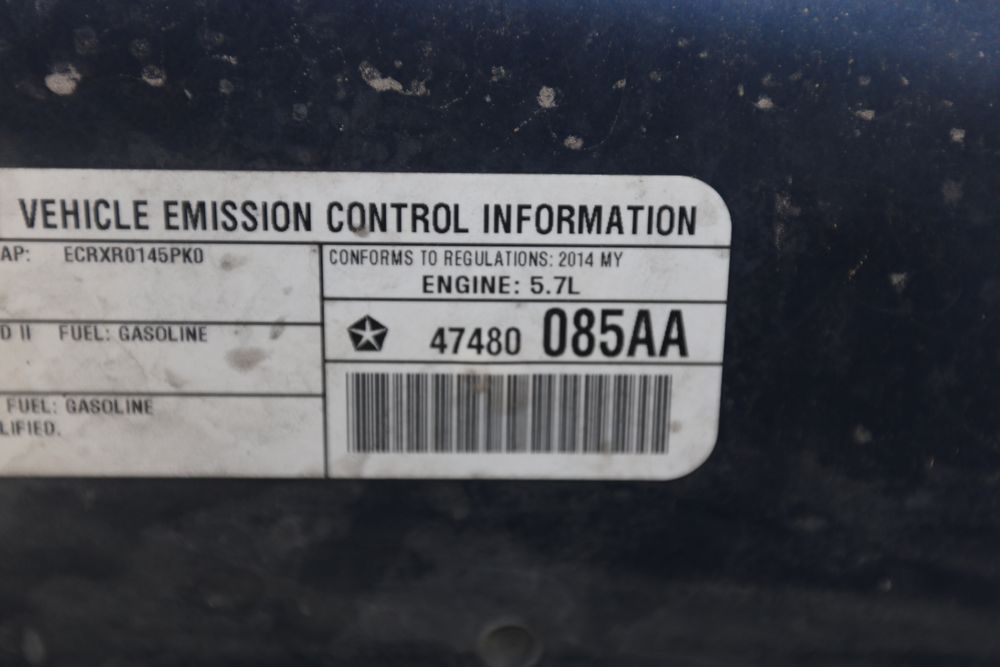 VEHICLE EMISSION CONTROL INFORMATION
AP: ECRXR0145PK0
CONFORMS TO REGULATIONS: 2014 MY
ENGINE: 5.7L
D II FUEL: GASOLINE
47480 085AA
FUEL: GASOLINE
LIFIED.